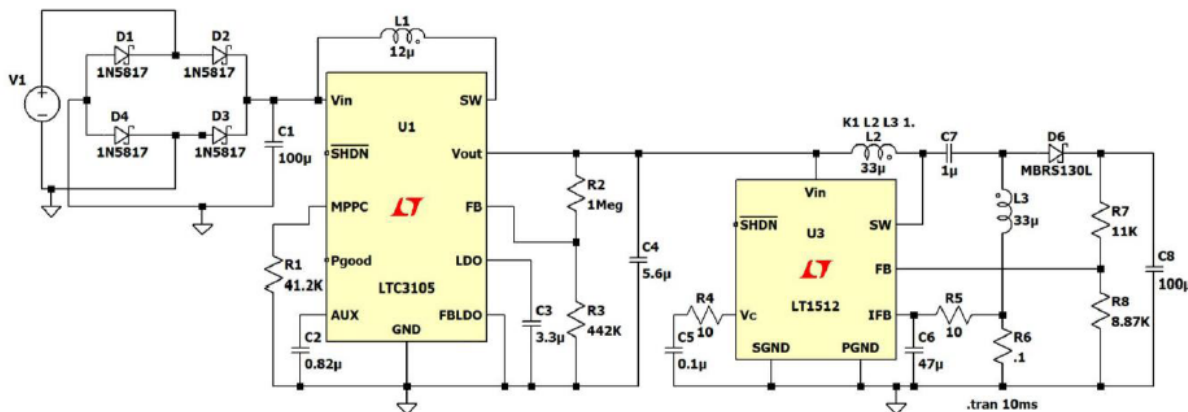 L1
12µ
D1
1N5817
D2
1N5817
V1
D4
1N5817
D3
1N5817
C1
100µ
Vin
SW
U1
SHDN
Vout
MPPC
FB
Pgood
LDO
LTC3105
AUX
FBLDO
GND
R1
41.2K
C2
0.82µ
C3
3.3µ
R2
1Meg
R3
442K
C4
5.6µ
K1 L2 L3 1.
L2
33µ
C7
1µ
D6
MBRS130L
L3
33µ
Vin
SHDN
U3
SW
FB
LT1512
Vc
IFB
SGND
PGND
R4
10
C5
0.1µ
R5
10
C6
47µ
R6
.1
R7
11K
R8
8.87K
C8
100µ
.tran 10ms